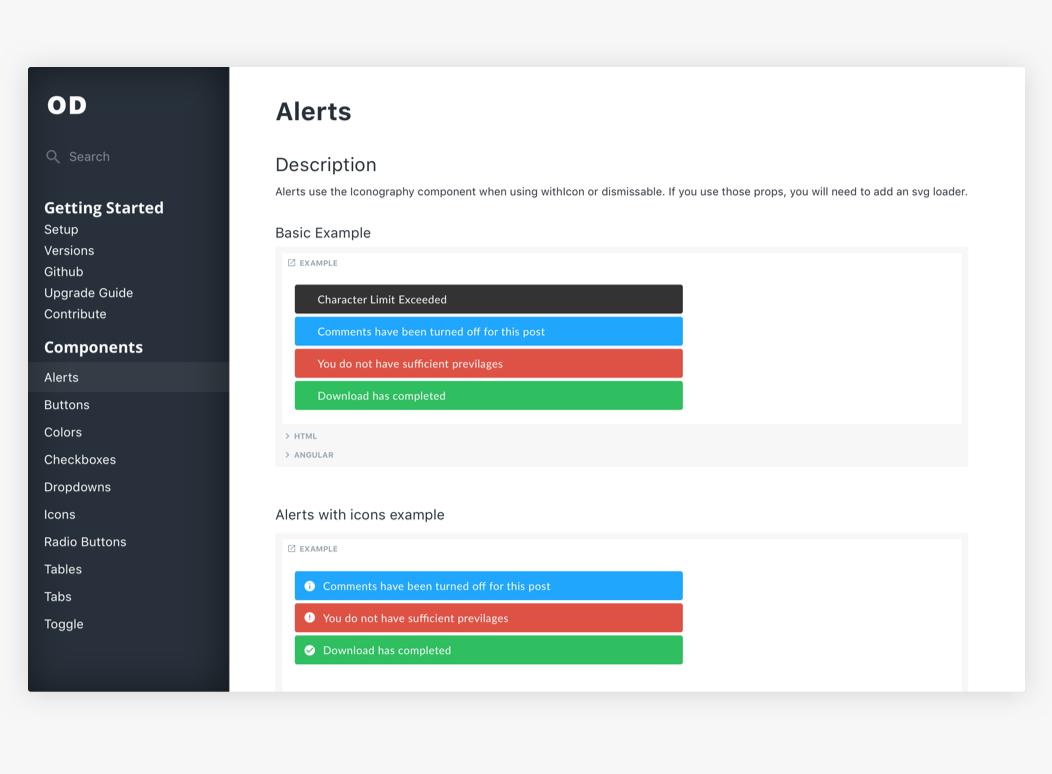 OD
Search
Getting Started
Setup
Versions
Github
Upgrade Guide
Contribute
Components
Alerts
Buttons
Colors
Checkboxes
Dropdowns
Icons
Radio Buttons
Tables
Tabs
Toggle
Alerts
Description
Alerts use the Iconography component when using withIcon or dismissable. If you use those props, you will need to add an svg loader.
Basic Example
EXAMPLE
Character Limit Exceeded
Comments have been turned off for this post
You do not have sufficient previlages
Download has completed
HTML
ANGULAR
Alerts with icons example
EXAMPLE
Comments have been turned off for this post
You do not have sufficient previlages
Download has completed